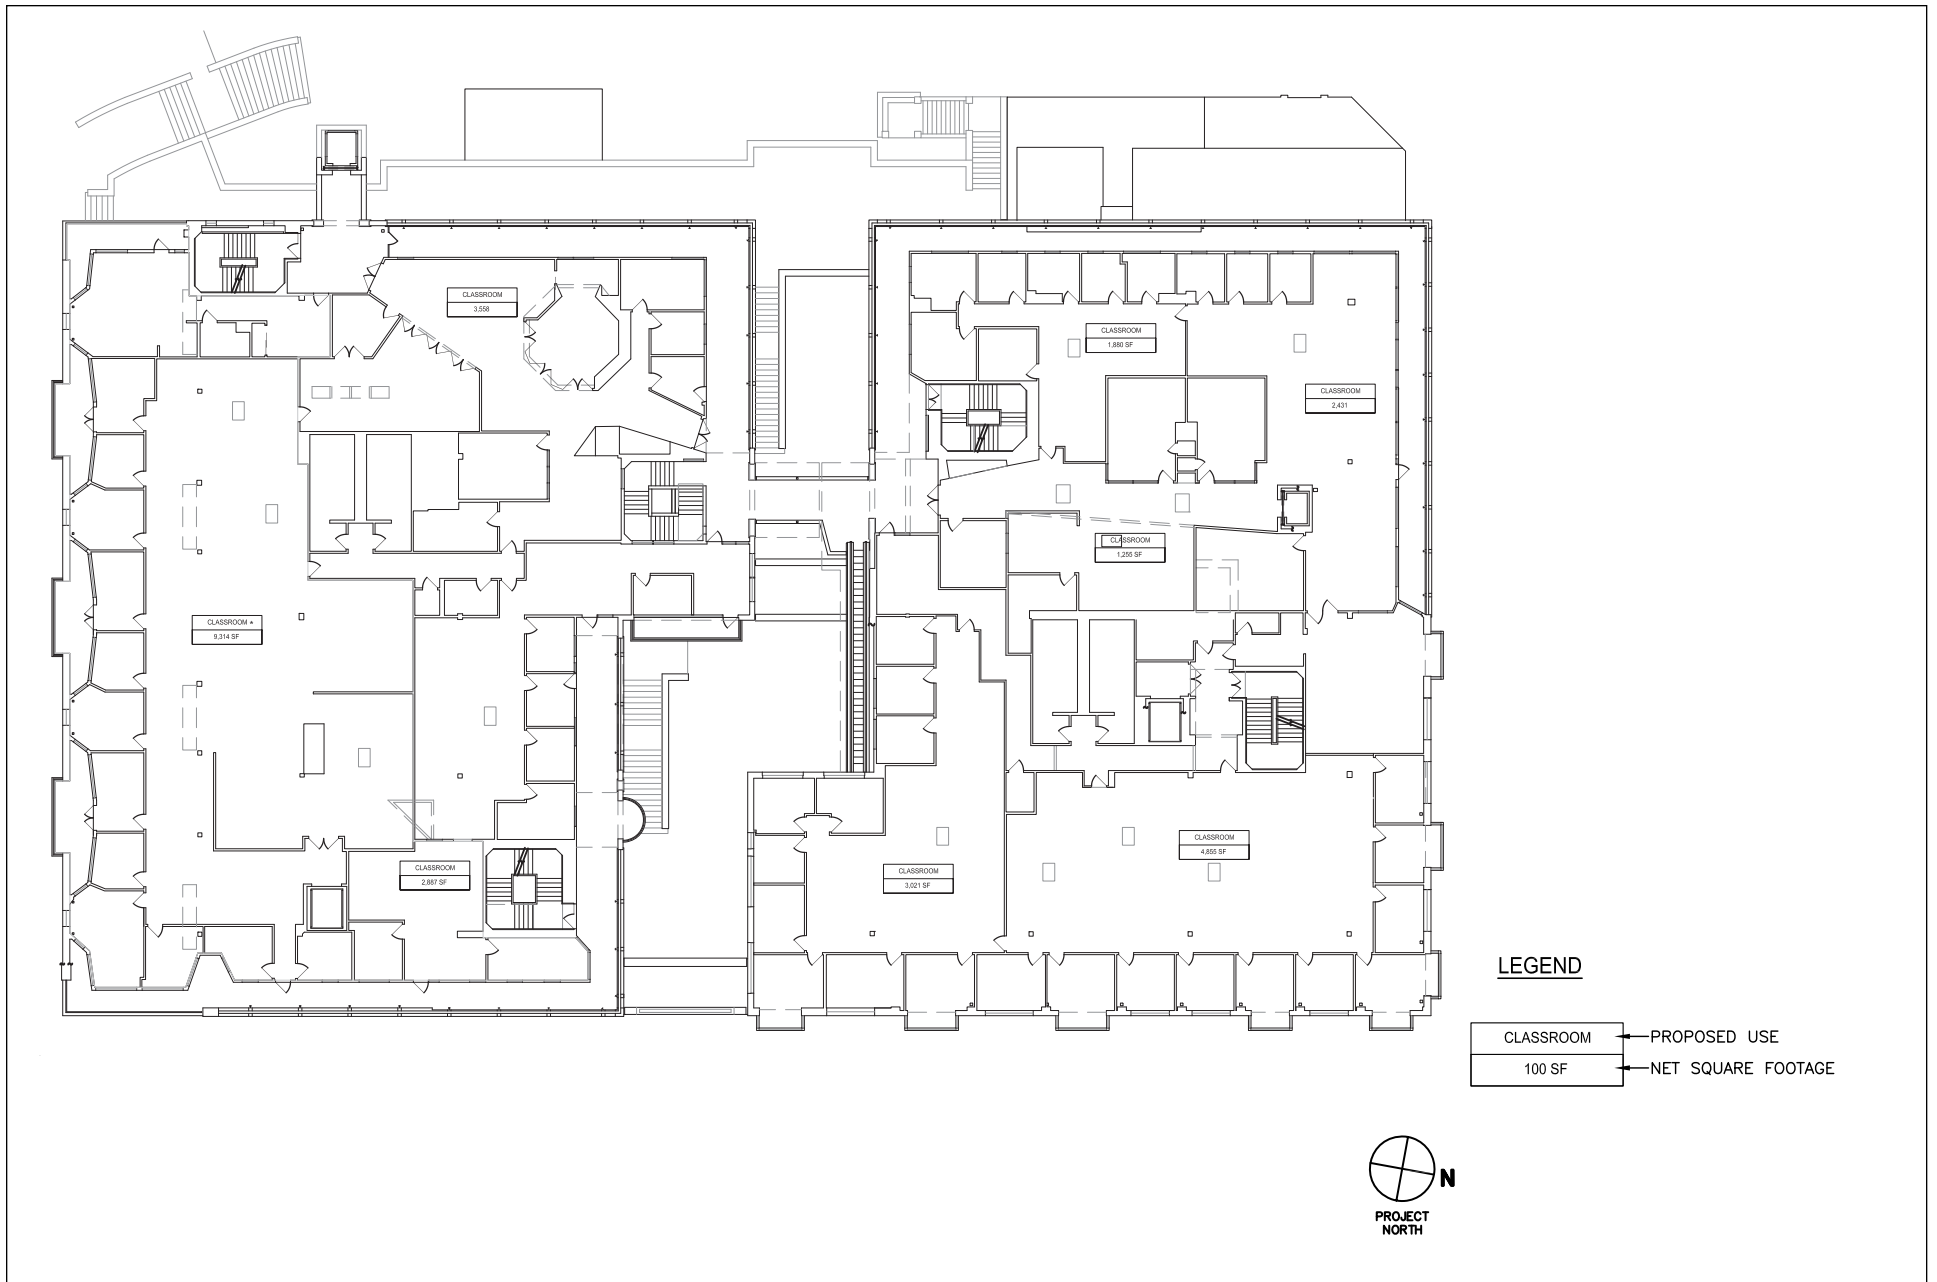 CLASSROOM
3,558
CLASSROOM
1,880 SF
CLASSROOM
2,431
CLASSROOM
1,255 SF
CLASSROOM *
9,314 SF
CLASSROOM
4,855 SF
CLASSROOM
2,887 SF
CLASSROOM
3,021 SF
LEGEND
CLASSROOM
PROPOSED USE
100 SF
NET SQUARE FOOTAGE
N
PROJECT
NORTH